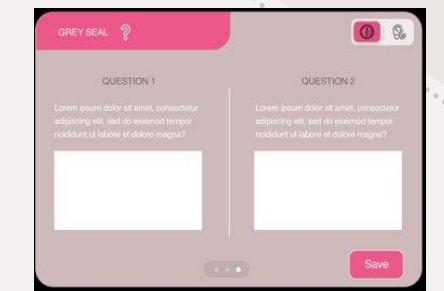 GREY SEAL ?
QUESTION 1
Lorem ipsum dolor sit amet, consectetur
adipiscing elit, sed do eiusmod tempor
ncididunt ut labore et dolore magna?
QUESTION 2
Lorem ipsum dolor sit amet, consectetur
adipiscing elit, sed do eiusmod tempor
ncididunt ut labore et dolore magna?
Save